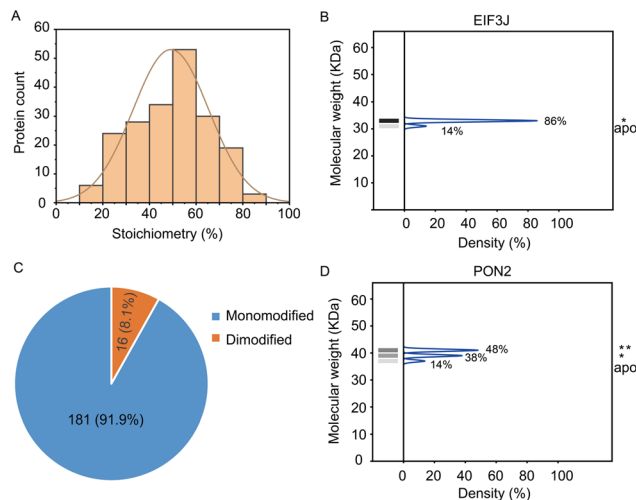 A
Protein count
60
50
40
30
20
10
0
0 20 40 60 80 100
Stoichiometry (%)
B
EIF3J
Molecular weight (KDa)
60
50
40
30
20
10
86%
14%
*
apo
0 20 40 60 80 100
Density (%)
C
16 (8.1%)
181 (91.9%)
Monomodified
Dimodified
D
PON2
Molecular weight (KDa)
60
50
40
30
20
10
0
48%
38%
14%
**
*
apo
0 20 40 60 80 100
Density (%)